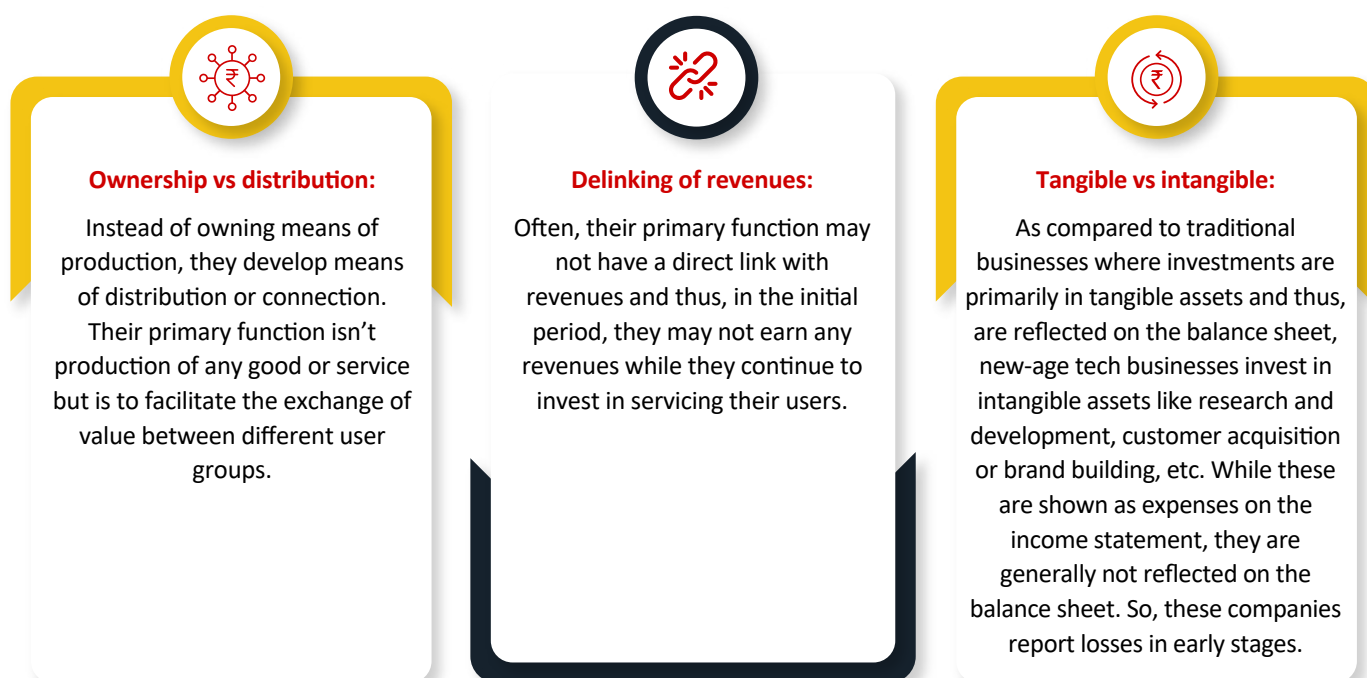 Ownership vs distribution:
Instead of owning means of
production, they develop means
of distribution or connection.
Their primary function isn’t
production of any good or service
but is to facilitate the exchange of
value between different user
groups.
Delinking of revenues:
Often, their primary function may
not have a direct link with
revenues and thus, in the initial
period, they may not earn any
revenues while they continue to
invest in servicing their users.
Tangible vs intangible:
As compared to traditional
businesses where investments are
primarily in tangible assets and thus,
are reflected on the balance sheet,
new-age tech businesses invest in
intangible assets like research and
development, customer acquisition
or brand building, etc. While these
are shown as expenses on the
income statement, they are
generally not reflected on the
balance sheet. So, these companies
report losses in early stages.